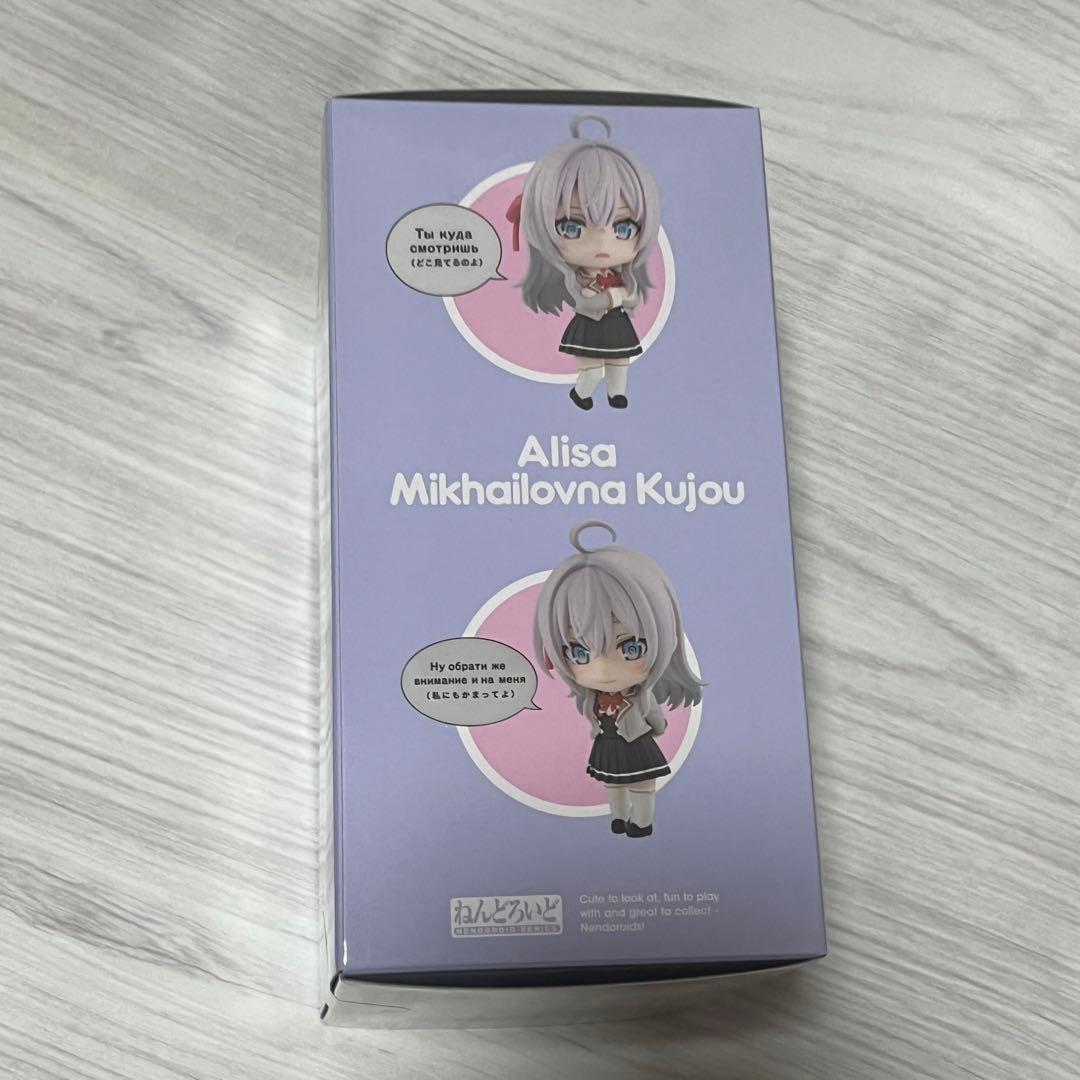 Ты куда
смотришь
(どこ見てるのよ)
Alisa
Mikhailovna Kujou
Ну обрати же
внимание и на меня
(私にもかまってよ)
ねんどろいど
NENDOROID SERIES
Cute to look at, fun to play
with and great to collect -
Nendoroids!